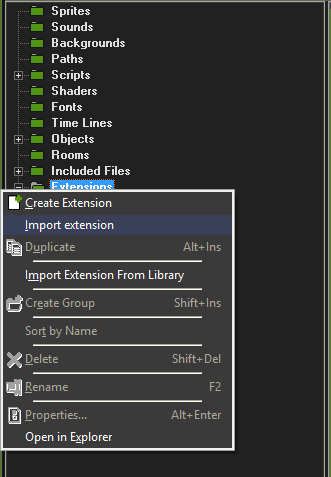 Sprites
Sounds
Backgrounds
Paths
Scripts
Shaders
Fonts
Time Lines
Objects
Rooms
Included Files
Extensions
Create Extension
Import extension
Duplicate Alt+Ins
Import Extension From Library
Create Group Shift+Ins
Sort by Name
Delete Shift+Del
Rename F2
Properties... Alt+Enter
Open in Explorer